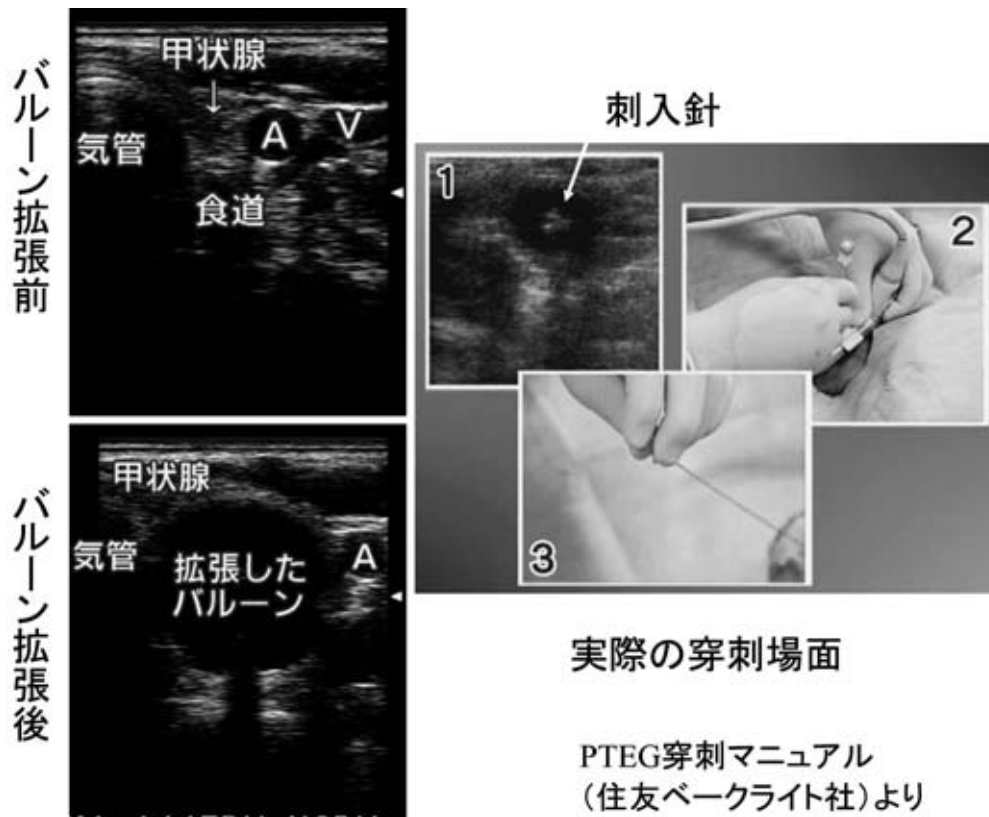 バルーン拡張前
甲状腺
気管
A
V
食道
バルーン拡張後
甲状腺
気管
拡張した
バルーン
A
刺入針
1
2
3
実際の穿刺場面
PTEG穿刺マニュアル
（住友ベークライト社）より